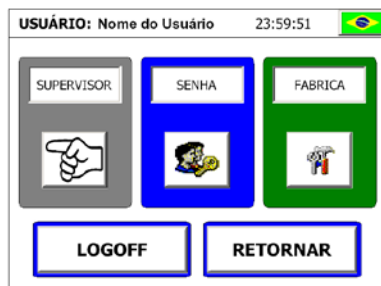 USUÁRIO: Nome do Usuário 23:59:51
SUPERVISOR SENHA FABRICA
LOGOFF RETORNAR